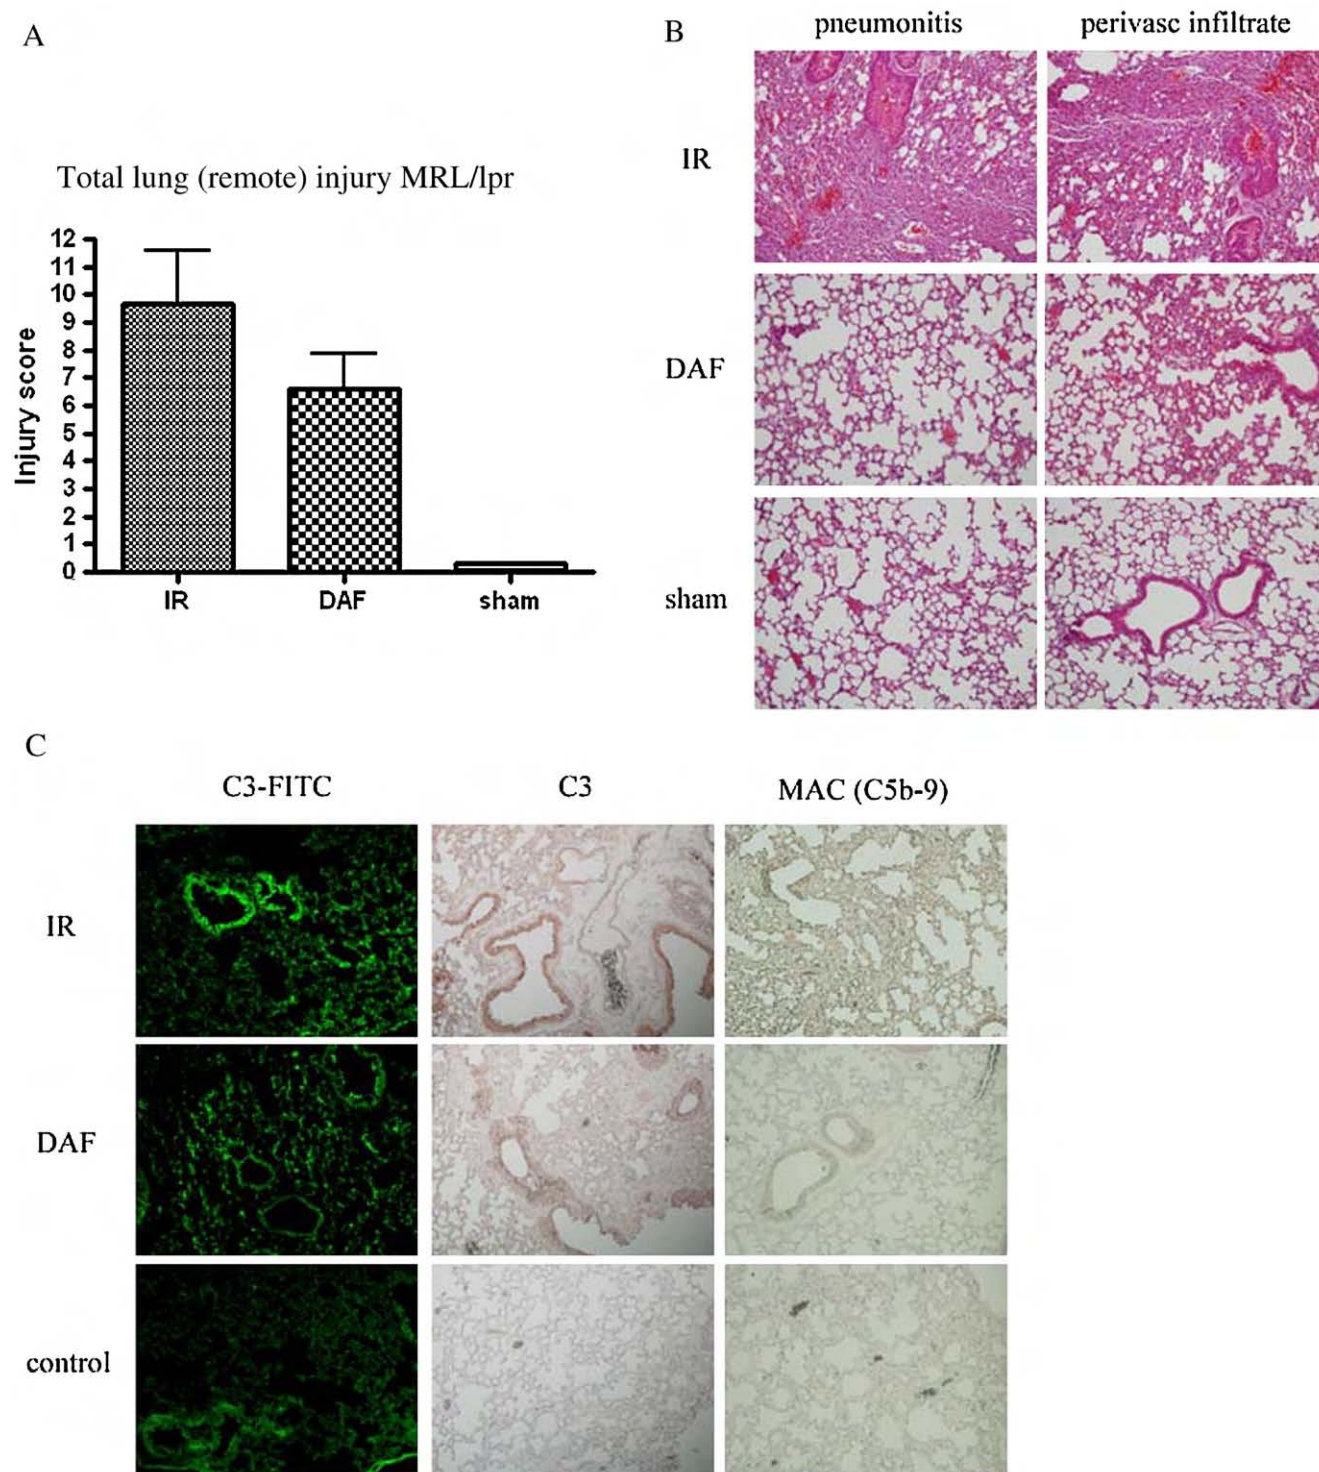 A
Total lung (remote) injury MRL/lpr
Injury score
12
11
10
9
8
7
6
5
4
3
2
1
0
IR
DAF
sham
B
pneumonitis
perivasc infiltrate
IR
DAF
sham
C
C3-FITC
C3
MAC (C5b-9)
IR
DAF
control